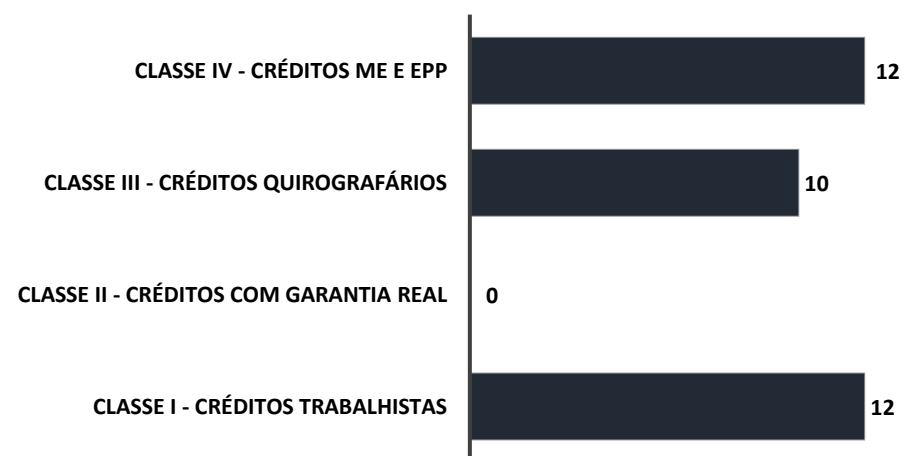 CLASSE IV - CRÉDITOS ME E EPP
12
CLASSE III - CRÉDITOS QUIROGRAFÁRIOS
10
CLASSE II - CRÉDITOS COM GARANTIA REAL
0
CLASSE I - CRÉDITOS TRABALHISTAS
12